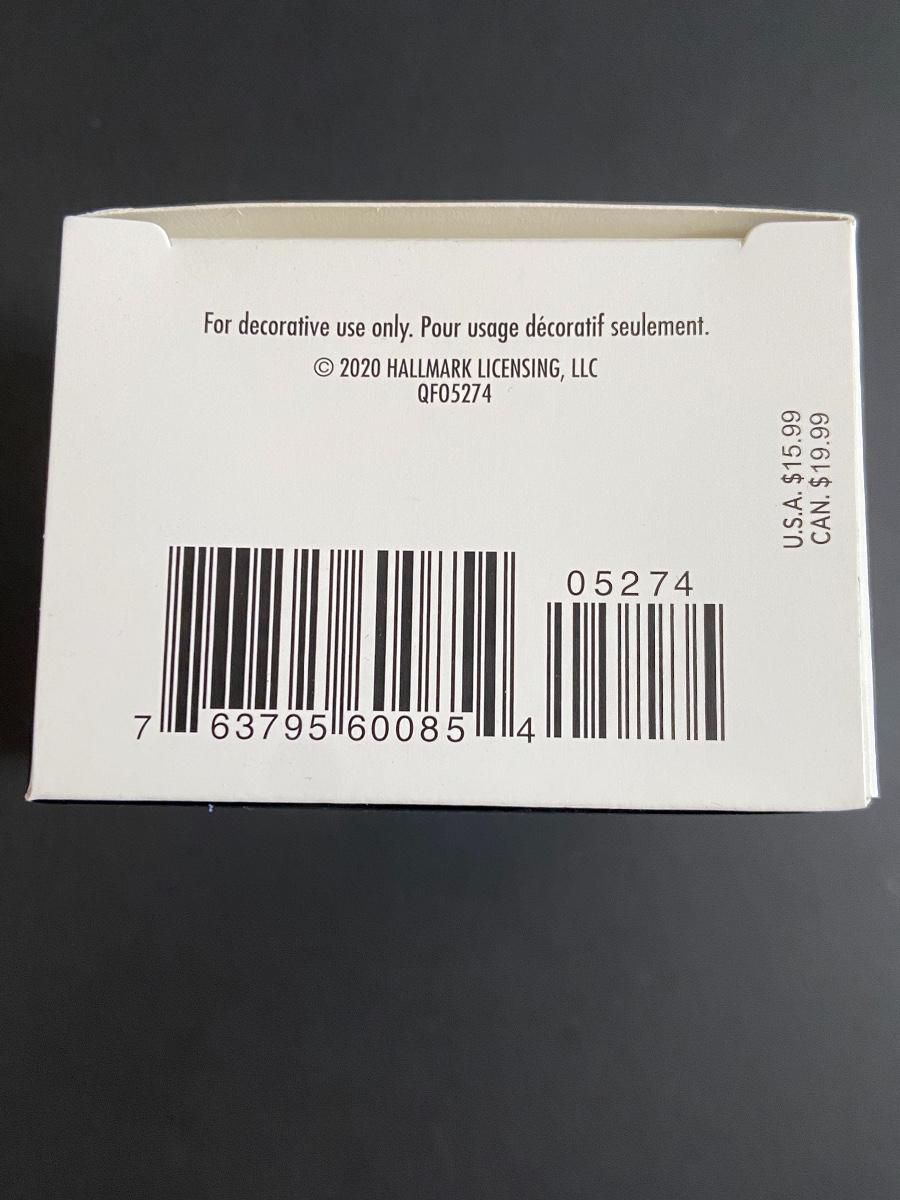 For decorative use only. Pour usage décoratif seulement.
© 2020 HALLMARK LICENSING, LLC
QFO5274
U.S.A. $15.99
CAN. $19.99
05274
7 63795 60085 4